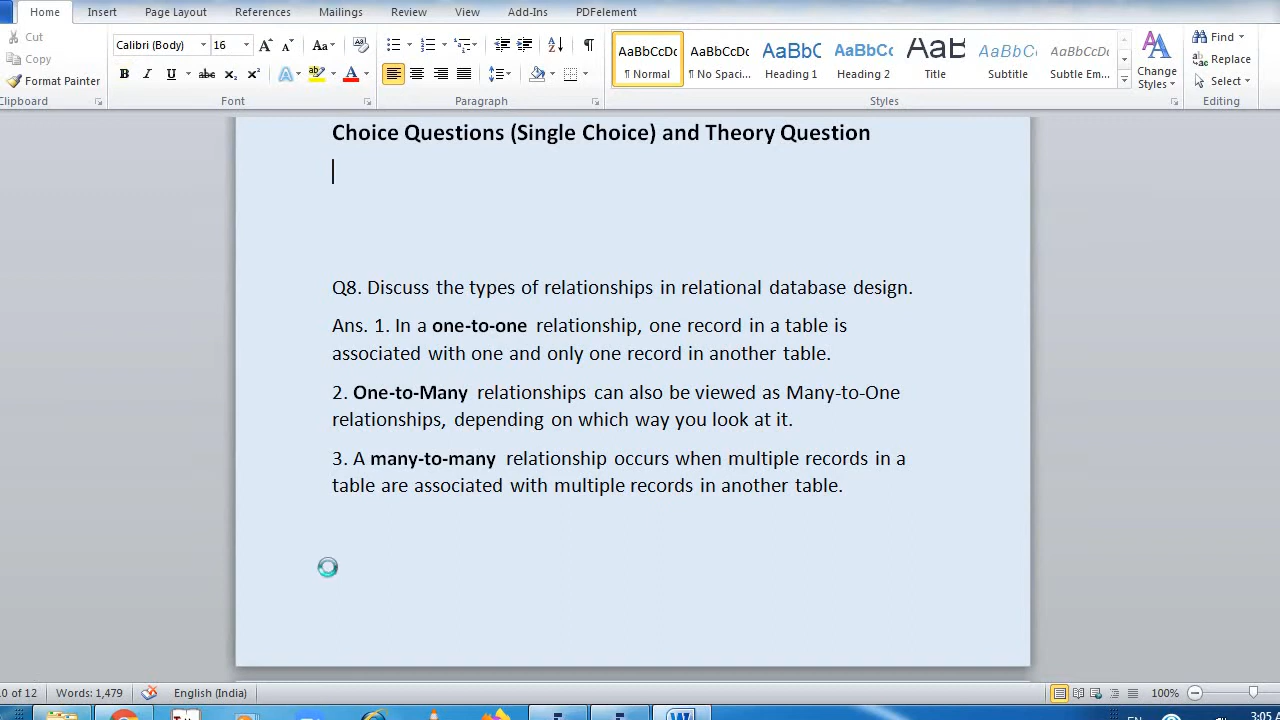 Home Insert Page Layout References Mailings Review View Add-Ins PDFelement
Cut
Copy
Format Painter
Clipboard
Calibri (Body) 16
Font
Paragraph
AaBbCcDc AaBbCcDc AaBbC AaBbCc AaB AaBbCc. AaBbCcDc
¶ Normal ¶ No Spaci... Heading 1 Heading 2 Title Subtitle Subtle Em...
Styles
Change
Styles
Find
Replace
Select
Editing
Choice Questions (Single Choice) and Theory Question
Q8. Discuss the types of relationships in relational database design.
Ans. 1. In a one-to-one relationship, one record in a table is
associated with one and only one record in another table.
2. One-to-Many relationships can also be viewed as Many-to-One
relationships, depending on which way you look at it.
3. A many-to-many relationship occurs when multiple records in a
table are associated with multiple records in another table.
0 of 12 Words: 1,479 English (India) 100%
EN 3:05